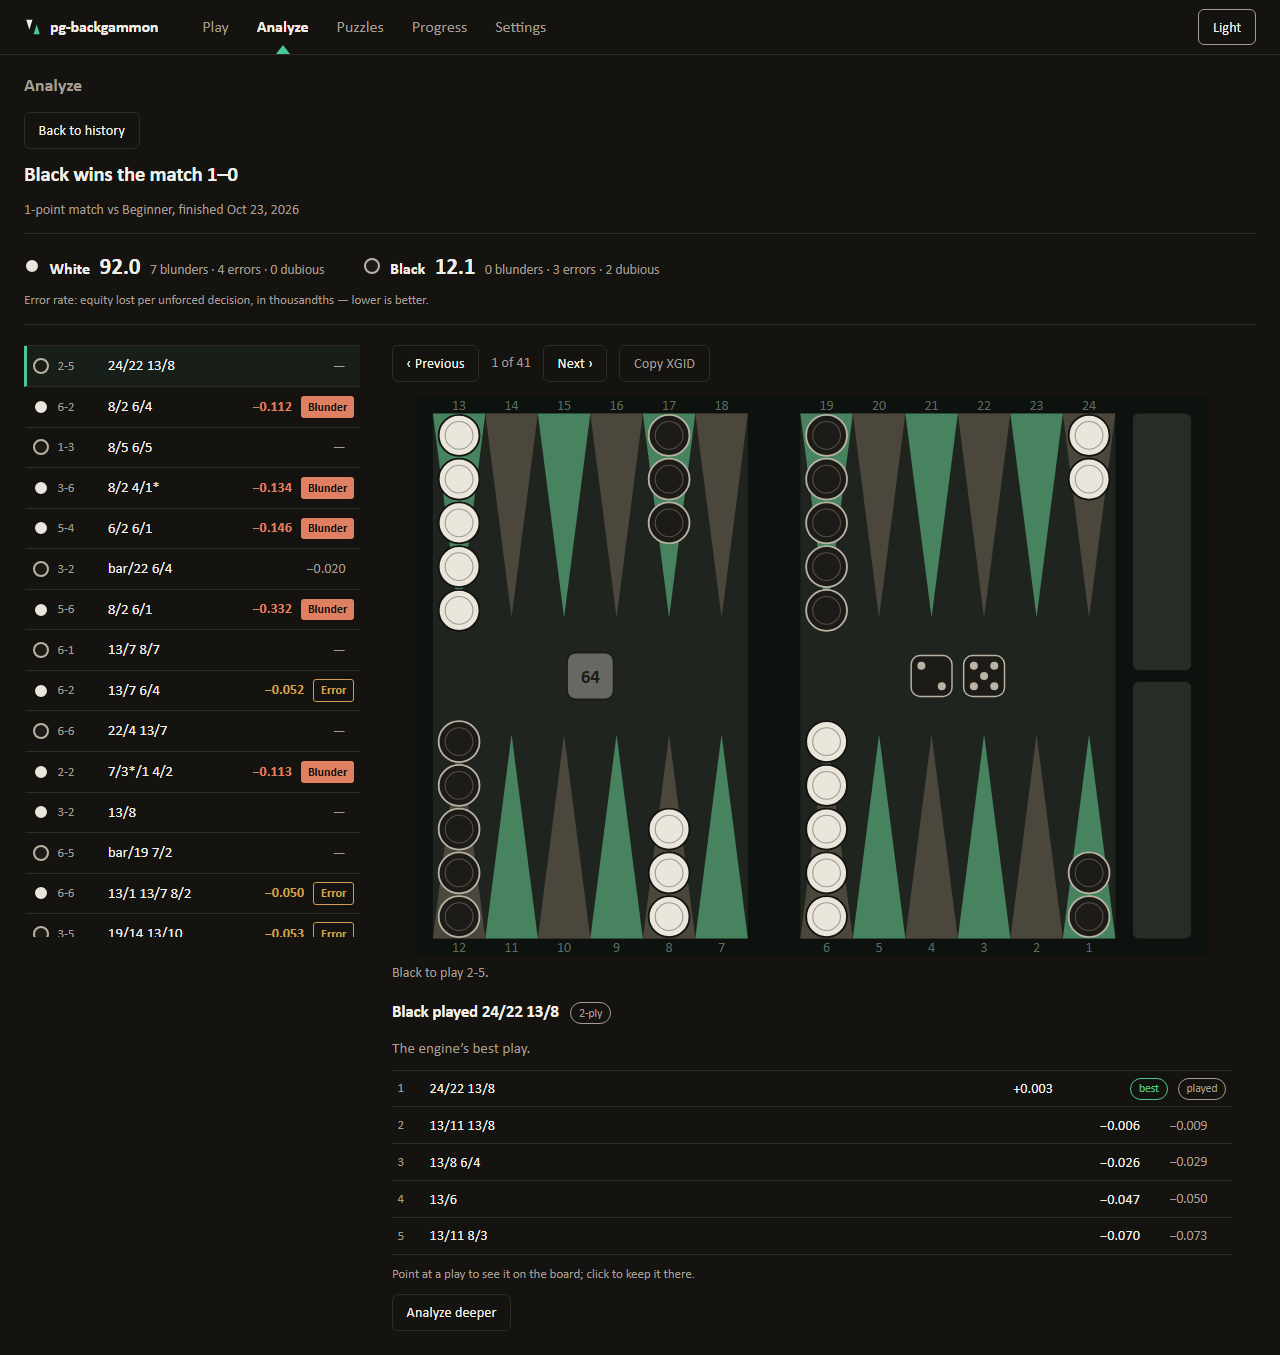 pg-backgammon Play Analyze Puzzles Progress Settings Light
Analyze
Back to history
Black wins the match 1–0
1-point match vs Beginner, finished Oct 23, 2026
White 92.0 7 blunders · 4 errors · 0 dubious Black 12.1 0 blunders · 3 errors · 2 dubious
Error rate: equity lost per unforced decision, in thousandths — lower is better.
2-5 24/22 13/8 —
6-2 8/2 6/4 −0.112 Blunder
1-3 8/5 6/5 —
3-6 8/2 4/1* −0.134 Blunder
5-4 6/2 6/1 −0.146 Blunder
3-2 bar/22 6/4 −0.020
5-6 8/2 6/1 −0.332 Blunder
6-1 13/7 8/7 —
6-2 13/7 6/4 −0.052 Error
6-6 22/4 13/7 —
2-2 7/3*/1 4/2 −0.113 Blunder
3-2 13/8 —
6-5 bar/19 7/2 —
6-6 13/1 13/7 8/2 −0.050 Error
3-5 19/14 13/10 −0.053 Error
‹ Previous 1 of 41 Next › Copy XGID
13 14 15 16 17 18 19 20 21 22 23 24
64
12 11 10 9 8 7 6 5 4 3 2 1
Black to play 2-5.
Black played 24/22 13/8 2-ply
The engine’s best play.
1 24/22 13/8 +0.003 best played
2 13/11 13/8 −0.006 −0.009
3 13/8 6/4 −0.026 −0.029
4 13/6 −0.047 −0.050
5 13/11 8/3 −0.070 −0.073
Point at a play to see it on the board; click to keep it there.
Analyze deeper